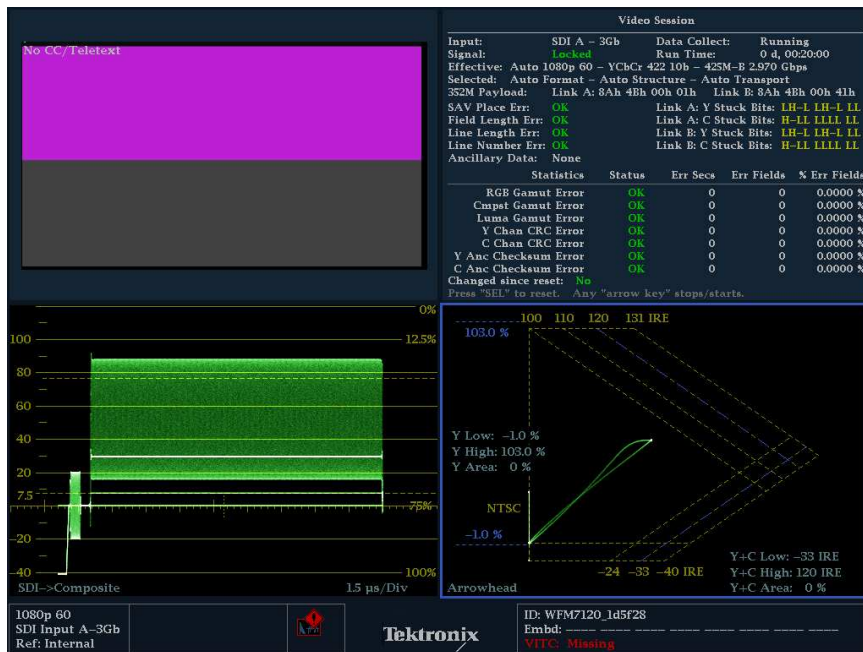 No CC/Teletext
Video Session
Input: SDI A – 3Gb Data Collect: Running
Signal: Locked Run Time: 0 d, 00:20:00
Effective: Auto 1080p 60 – YCbCr 422 10b – 425M–B 2.970 Gbps
Selected: Auto Format – Auto Structure – Auto Transport
352M Payload: Link A: 8Ah 4Bh 00h 01h Link B: 8Ah 4Bh 00h 41h
SAV Place Err: OK Link A: Y Stuck Bits: LH–L LH–L LL
Field Length Err: OK Link A: C Stuck Bits: H–LL LLLL LL
Line Length Err: OK Link B: Y Stuck Bits: LH–L LH–L LL
Line Number Err: OK Link B: C Stuck Bits: H–LL LLLL LL
Ancillary Data: None
Statistics Status Err Secs Err Fields % Err Fields
RGB Gamut Error OK 0 0 0.0000 %
Cmpst Gamut Error OK 0 0 0.0000 %
Luma Gamut Error OK 0 0 0.0000 %
Y Chan CRC Error OK 0 0 0.0000 %
C Chan CRC Error OK 0 0 0.0000 %
Y Anc Checksum Error OK 0 0 0.0000 %
C Anc Checksum Error OK 0 0 0.0000 %
Changed since reset: No
Press "SEL" to reset. Any "arrow key" stops/starts.
0%
100 12.5%
80
60
40
20
7.5 75%
–20
–40 100%
SDI–>Composite 1.5 µs/Div
100 110 120 131 IRE
103.0 %
Y Low: –1.0 %
Y High: 103.0 %
Y Area: 0 %
NTSC
–1.0 %
–24 –33 –40 IRE
Y+C Low: –33 IRE
Y+C High: 120 IRE
Y+C Area: 0 %
Arrowhead
1080p 60
SDI Input A–3Gb
Ref: Internal
Tektronix
ID: WFM7120_1d5f28
Embd: –––– –––– –––– –––– –––– –––– –––– ––––
VITC: Missing